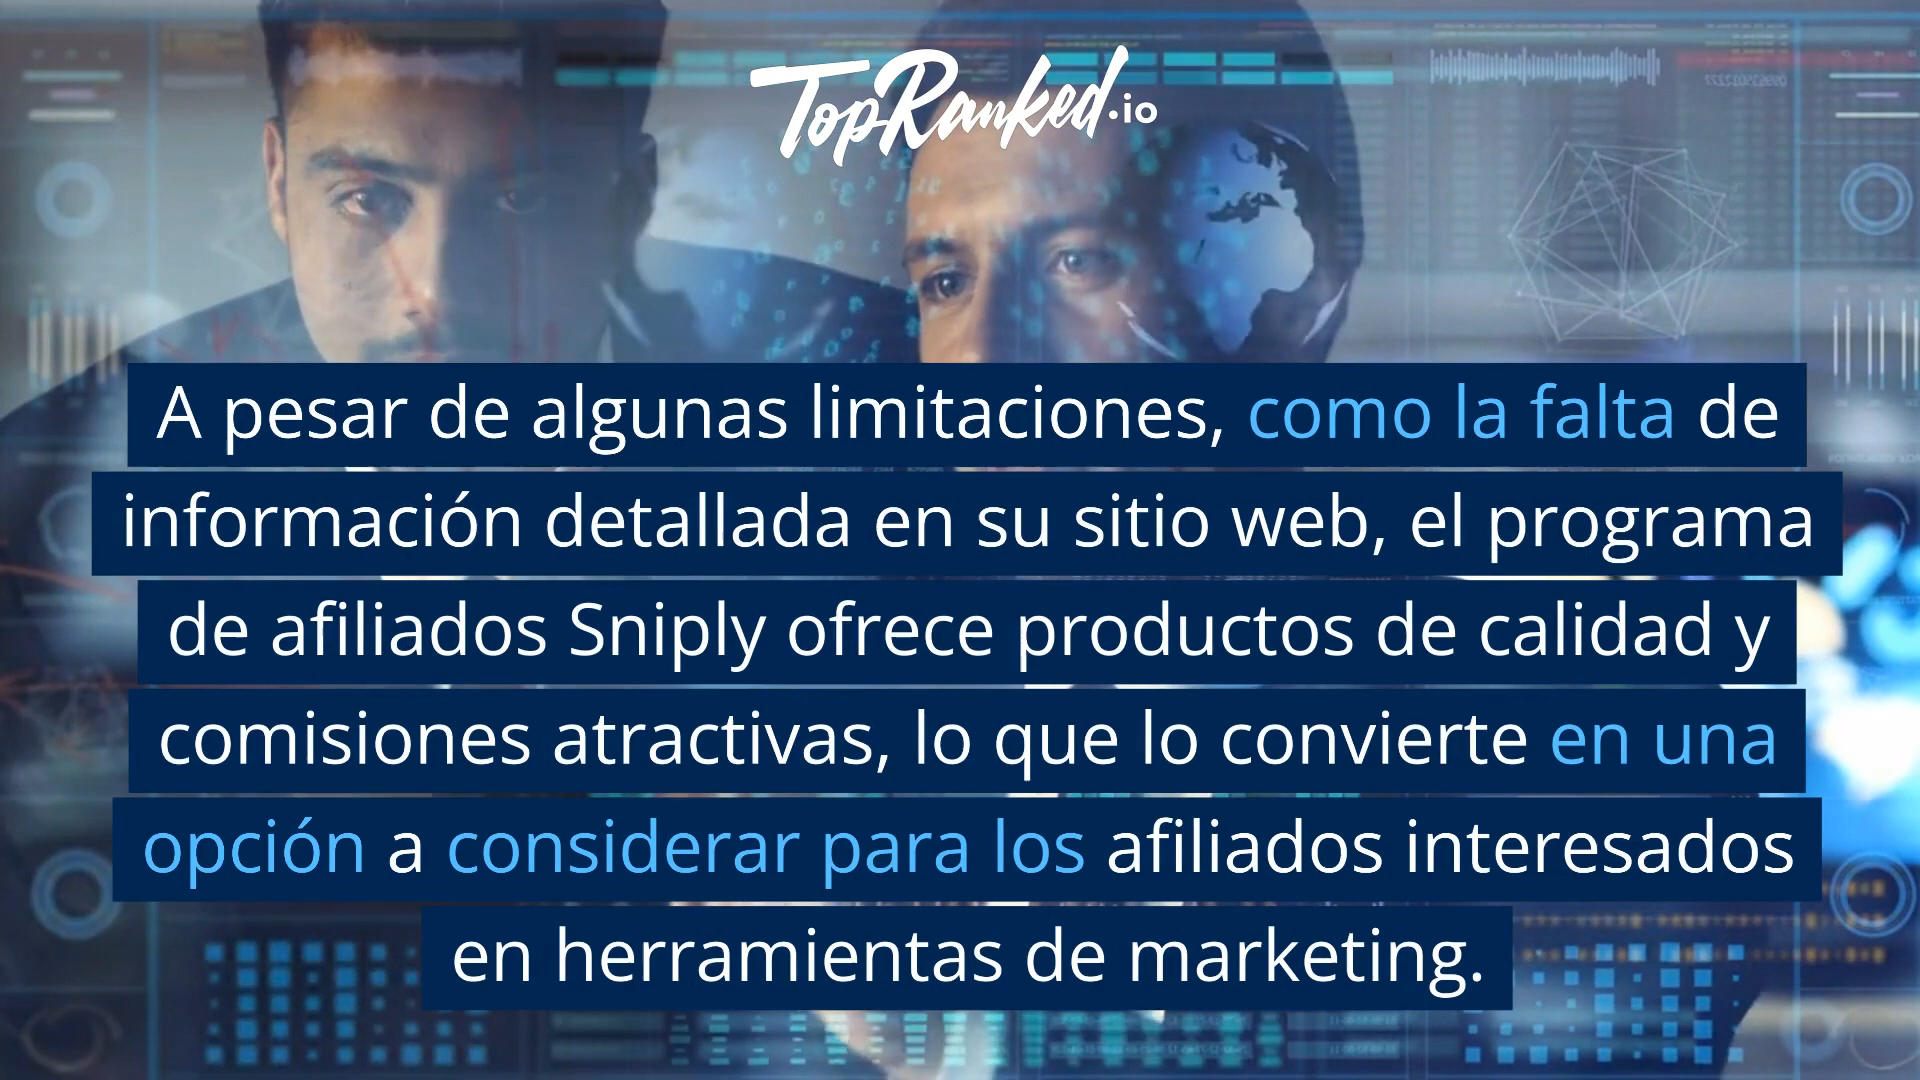 TopRanked.io
A pesar de algunas limitaciones, como la falta de
información detallada en su sitio web, el programa
de afiliados Sniply ofrece productos de calidad y
comisiones atractivas, lo que lo convierte en una
opción a considerar para los afiliados interesados
en herramientas de marketing.